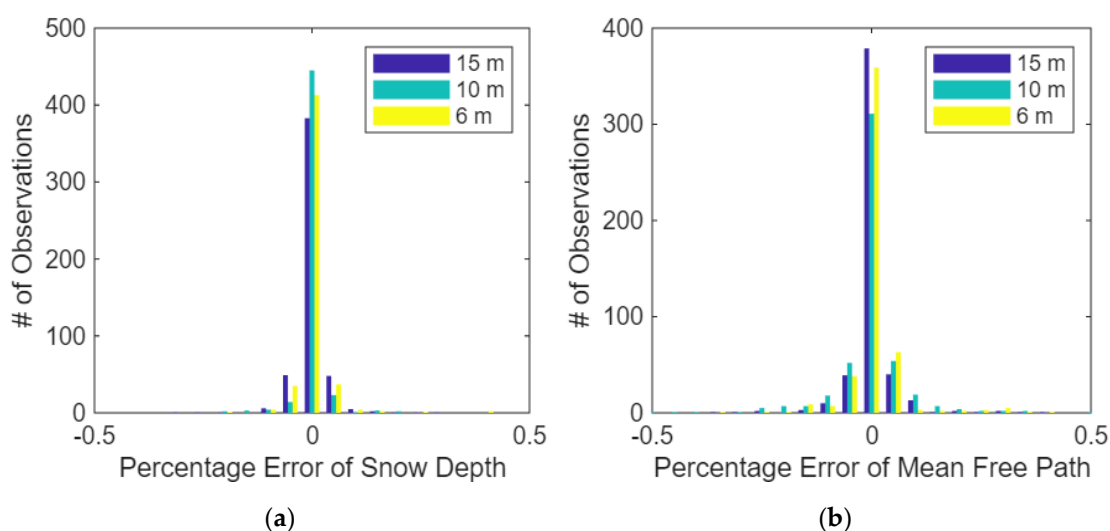 500
400
300
200
100
0
-0.5
0
0.5
# of Observations
Percentage Error of Snow Depth
15 m
10 m
6 m
(a)
400
300
200
100
0
-0.5
0
0.5
# of Observations
Percentage Error of Mean Free Path
15 m
10 m
6 m
(b)